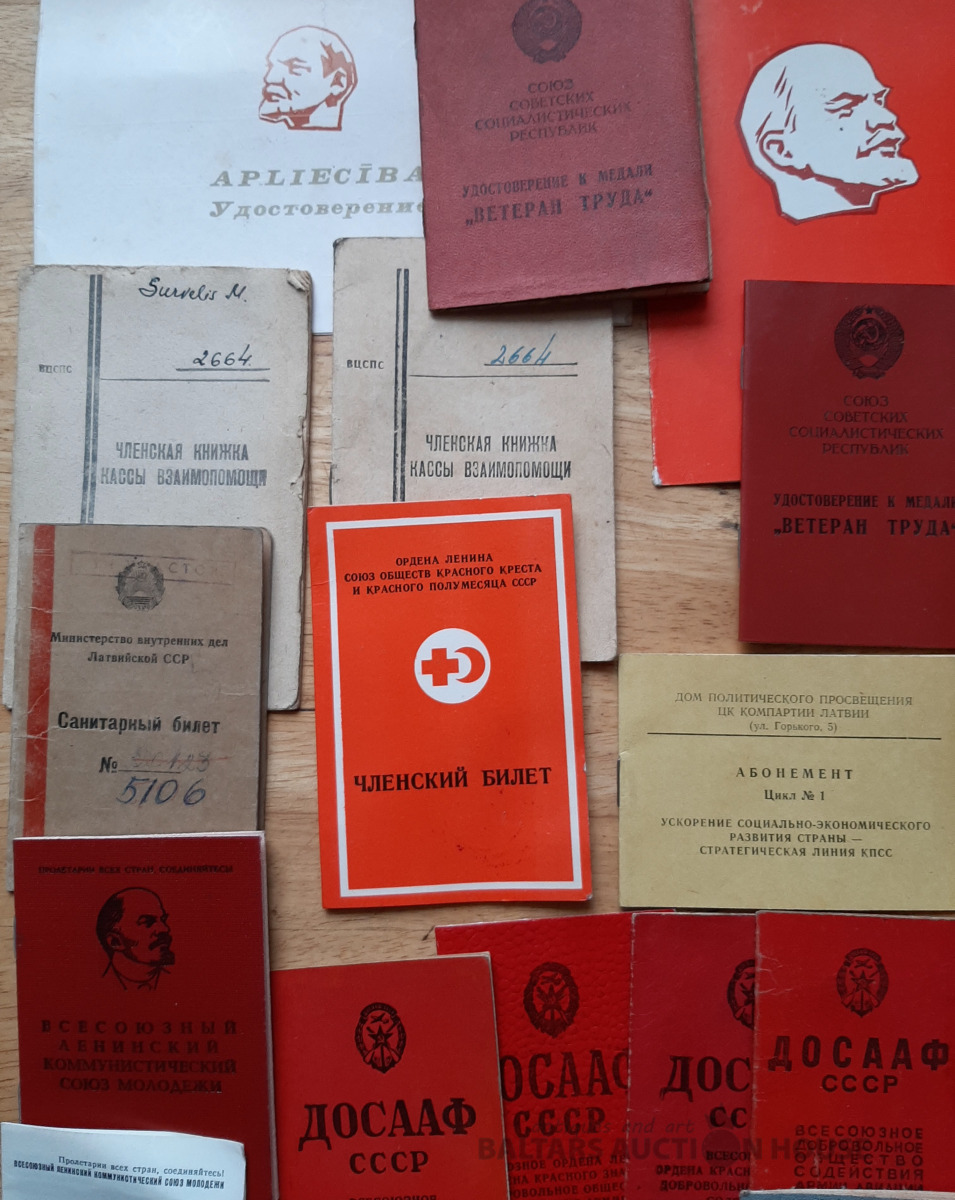 APLIECĪBA
Удостоверение
СОЮЗ
СОВЕТСКИХ
СОЦИАЛИСТИЧЕСКИХ
РЕСПУБЛИК
УДОСТОВЕРЕНИЕ К МЕДАЛИ
„ВЕТЕРАН ТРУДА“
Survelis M.
ВЦСПС
2664.
ЧЛЕНСКАЯ КНИЖКА
КАССЫ ВЗАИМОПОМОЩИ
ВЦСПС
2664
ЧЛЕНСКАЯ КНИЖКА
КАССЫ ВЗАИМОПОМОЩИ
СОЮЗ
СОВЕТСКИХ
СОЦИАЛИСТИЧЕСКИХ
РЕСПУБЛИК
УДОСТОВЕРЕНИЕ К МЕДАЛИ
„ВЕТЕРАН ТРУДА“
Министерство внутренних дел
Латвийской ССР
Санитарный билет
№
5106
ОРДЕНА ЛЕНИНА
СОЮЗ ОБЩЕСТВ КРАСНОГО КРЕСТА
И КРАСНОГО ПОЛУМЕСЯЦА СССР
ЧЛЕНСКИЙ БИЛЕТ
ДОМ ПОЛИТИЧЕСКОГО ПРОСВЕЩЕНИЯ
ЦК КОМПАРТИИ ЛАТВИИ
(ул. Горького, 5)
АБОНЕМЕНТ
Цикл № 1
УСКОРЕНИЕ СОЦИАЛЬНО-ЭКОНОМИЧЕСКОГО
РАЗВИТИЯ СТРАНЫ —
СТРАТЕГИЧЕСКАЯ ЛИНИЯ КПСС
ПРОЛЕТАРИИ ВСЕХ СТРАН, СОЕДИНЯЙТЕСЬ!
ВСЕСОЮЗНЫЙ
ЛЕНИНСКИЙ
КОММУНИСТИЧЕСКИЙ
СОЮЗ МОЛОДЕЖИ
Пролетарии всех стран, соединяйтесь!
ВСЕСОЮЗНЫЙ ЛЕНИНСКИЙ КОММУНИСТИЧЕСКИЙ СОЮЗ МОЛОДЕЖИ
ДОСААФ
СССР
ОСААФ
СССР
ДОС
СС
ДОСААФ
СССР
ВСЕСОЮЗНОЕ
ДОБРОВОЛЬНОЕ
ОБЩЕСТВО
СОДЕЙСТВИЯ
and art
BALTARS AUCTION HOUSE